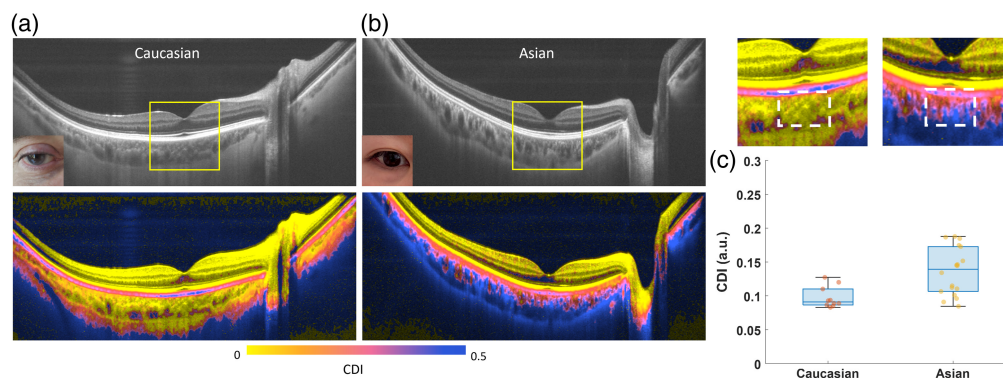 (a)
Caucasian
(b)
Asian
0
0.5
CDI
(c)
0.3
0.25
0.2
0.15
0.1
0.05
0
CDI (a.u.)
Caucasian
Asian